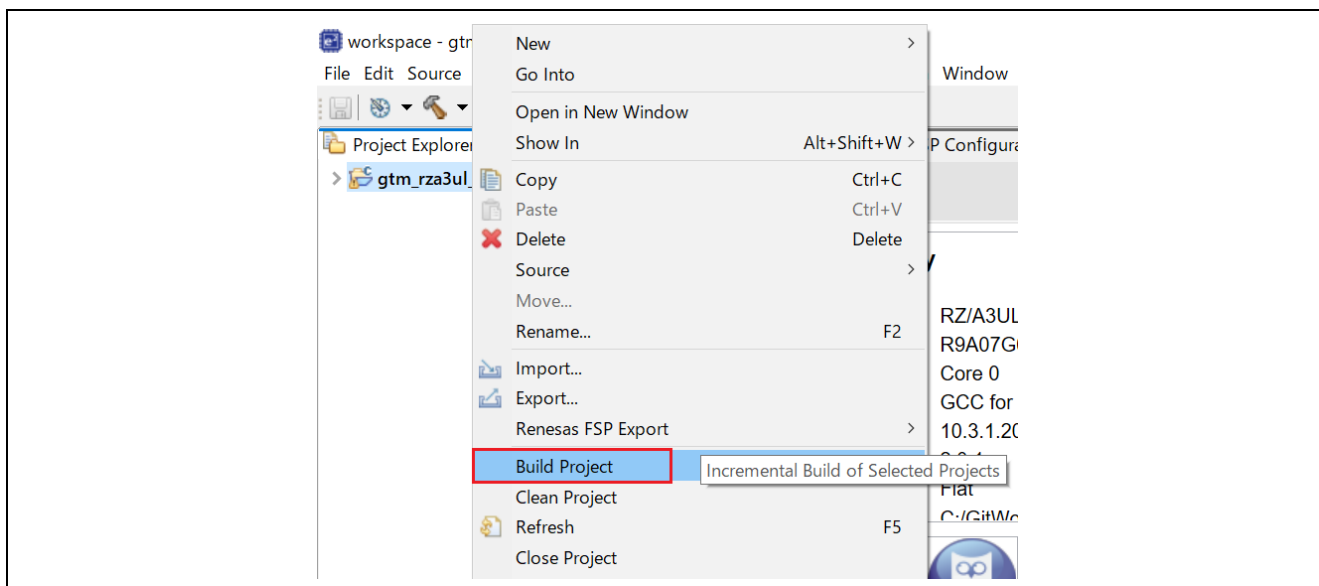 workspace - gtm
File Edit Source
Window
Project Explorer
P Configura
gtm_rza3ul_
New
Go Into
Open in New Window
Show In Alt+Shift+W >
Copy Ctrl+C
Paste Ctrl+V
Delete Delete
Source
Move...
Rename... F2
Import...
Export...
Renesas FSP Export
Build Project
Incremental Build of Selected Projects
Clean Project
Refresh F5
Close Project
y
RZ/A3UL
R9A07G
Core 0
GCC for
10.3.1.20
Flat
C:/GitWo